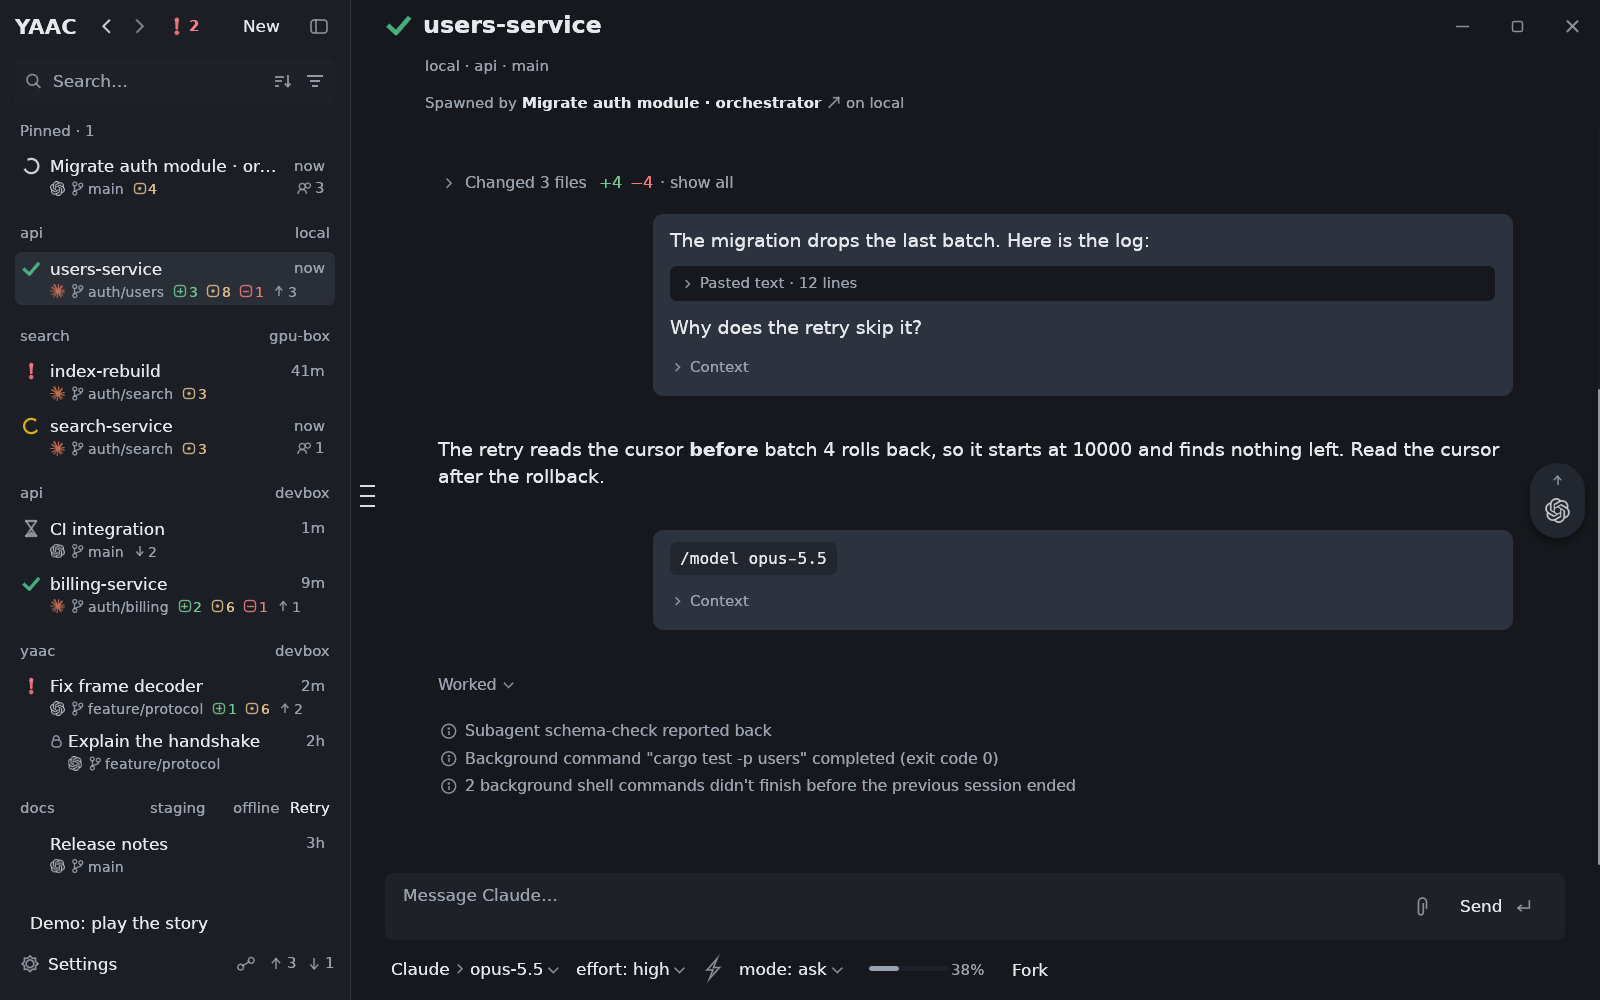 YAAC
2
New
Search…
Pinned · 1
Migrate auth module · or… now
main 4 3
api local
users-service now
auth/users 3 8 1 3
search gpu-box
index-rebuild 41m
auth/search 3
search-service now
auth/search 3 1
api devbox
CI integration 1m
main 2
billing-service 9m
auth/billing 2 6 1 1
yaac devbox
Fix frame decoder 2m
feature/protocol 1 6 2
Explain the handshake 2h
feature/protocol
docs staging offline Retry
Release notes 3h
main
Demo: play the story
Settings 3 1
users-service
local · api · main
Spawned by Migrate auth module · orchestrator on local
Changed 3 files +4 −4 · show all
The migration drops the last batch. Here is the log:
Pasted text · 12 lines
Why does the retry skip it?
Context
The retry reads the cursor before batch 4 rolls back, so it starts at 10000 and finds nothing left. Read the cursor
after the rollback.
/model opus-5.5
Context
Worked
Subagent schema-check reported back
Background command "cargo test -p users" completed (exit code 0)
2 background shell commands didn't finish before the previous session ended
Message Claude…
Send
Claude opus-5.5 effort: high mode: ask 38% Fork